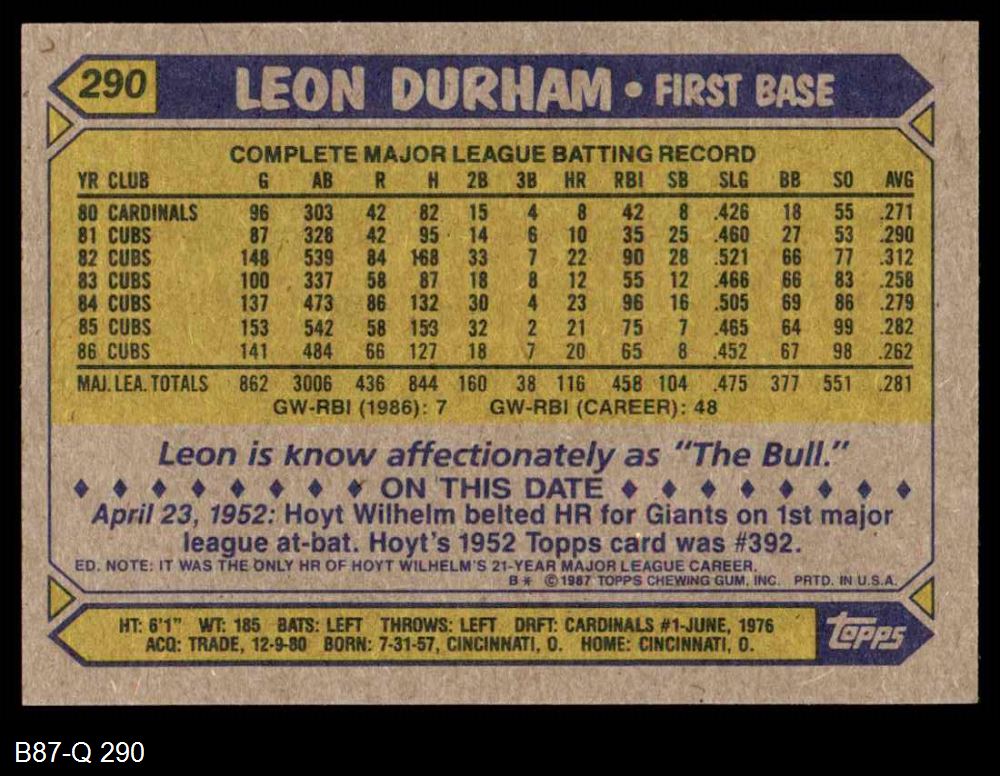 290 LEON DURHAM • FIRST BASE
COMPLETE MAJOR LEAGUE BATTING RECORD
YR CLUB G AB R H 2B 3B HR RBI SB SLG BB SO AVG
80 CARDINALS 96 303 42 82 15 4 8 42 8 .426 18 55 .271
81 CUBS 87 328 42 95 14 6 10 35 25 .460 27 53 .290
82 CUBS 148 539 84 168 33 7 22 90 28 .521 66 77 .312
83 CUBS 100 337 58 87 18 8 12 55 12 .466 66 83 .258
84 CUBS 137 473 86 132 30 4 23 96 16 .505 69 86 .279
85 CUBS 153 542 58 153 32 2 21 75 7 .465 64 99 .282
86 CUBS 141 484 66 127 18 7 20 65 8 .452 67 98 .262
MAJ. LEA. TOTALS 862 3006 436 844 160 38 116 458 104 .475 377 551 .281
GW-RBI (1986): 7 GW-RBI (CAREER): 48
Leon is know affectionately as "The Bull."
♦ ♦ ♦ ♦ ♦ ♦ ♦ ♦ ON THIS DATE ♦ ♦ ♦ ♦ ♦ ♦ ♦ ♦
April 23, 1952: Hoyt Wilhelm belted HR for Giants on 1st major
league at-bat. Hoyt's 1952 Topps card was #392.
ED. NOTE: IT WAS THE ONLY HR OF HOYT WILHELM'S 21-YEAR MAJOR LEAGUE CAREER.
B* © 1987 TOPPS CHEWING GUM, INC. PRTD. IN U.S.A.
HT: 6'1" WT: 185 BATS: LEFT THROWS: LEFT DRFT: CARDINALS #1-JUNE, 1976
ACQ: TRADE, 12-9-80 BORN: 7-31-57, CINCINNATI, O. HOME: CINCINNATI, O.
topps
B87-Q 290